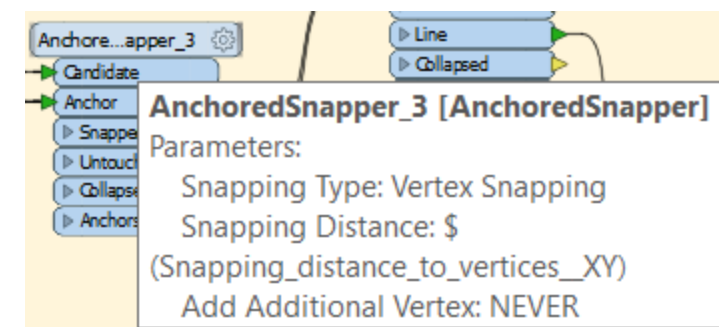 Anchore...apper_3
Line
Candidate
Collapsed
Anchor
AnchoredSnapper_3 [AnchoredSnapper]
Snappe
Parameters:
Untouch
Snapping Type: Vertex Snapping
Collapse
Snapping Distance: $
Anchors
(Snapping_distance_to_vertices__XY)
Add Additional Vertex: NEVER